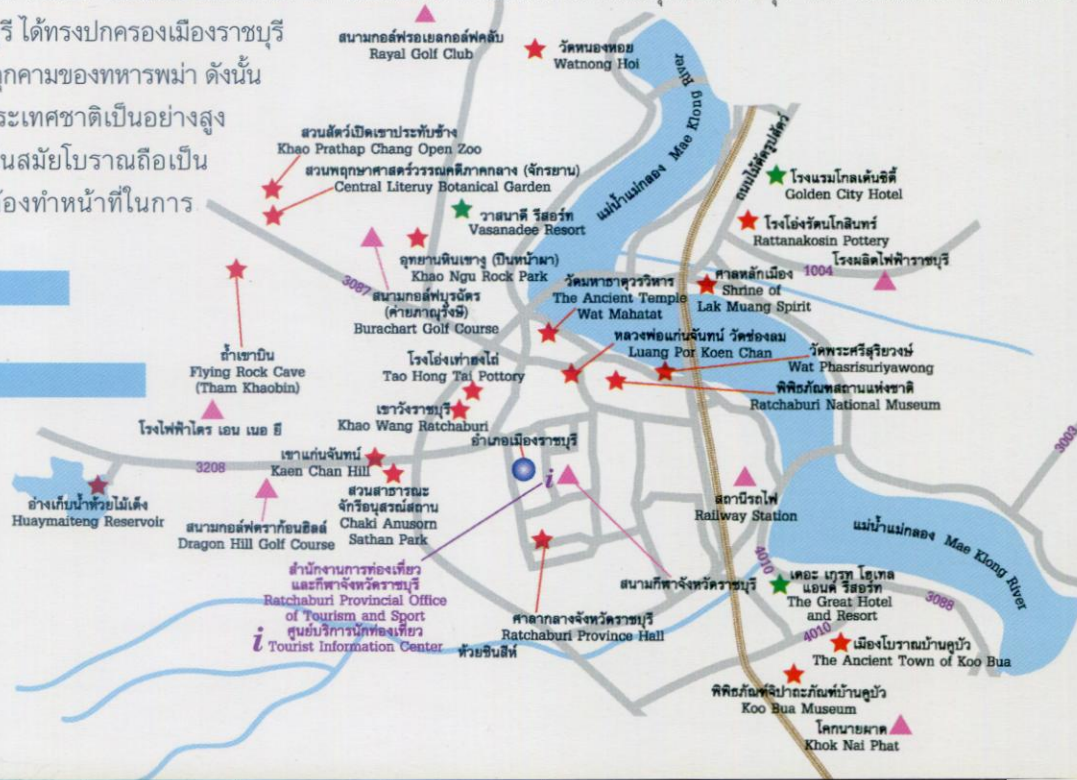 รี ได้ทรงปกครองเมืองราชบุรี
ุกคามของทหารพม่า ดังนั้น
ระเทศชาติเป็นอย่างสูง
นสมัยโบราณถือเป็น
้องทำหน้าที่ในการ
สนามกอล์ฟรอยเลกอล์ฟคลับ
Rayal Golf Club
วัดหนองหอย
Watnong Hoi
แม่น้ำแม่กลอง Mae Klong River
สวนสัตว์เปิดเขาประทับช้าง
Khao Prathap Chang Open Zoo
สวนพฤกษาศาสตร์วรรณคดีภาคกลาง (จักรยาน)
Central Literuy Botanical Garden
วาสนาดี รีสอร์ท
Vasanadee Resort
โรงแรมโกลเด้นซิตี้
Golden City Hotel
โรงโอ่งรัตนโกสินทร์
Rattanakosin Pottery
โรงผลิตไฟฟ้าราชบุรี
1004
อุทยานหินเขางู (ปีนหน้าผา)
Khao Ngu Rock Park
3087
สนามกอล์ฟบุรฉัตร
(ค่ายภาณุรังษี)
Burachart Golf Course
วัดมหาธาตุวรวิหาร
The Ancient Temple
Wat Mahatat
ศาลหลักเมือง
Shrine of
Lak Muang Spirit
หลวงพ่อแก่นจันทน์ วัดช่องลม
Luang Por Koen Chan
วัดพระศรีสุริยวงษ์
Wat Phasrisuriyawong
พิพิธภัณฑสถานแห่งชาติ
Ratchaburi National Museum
ถ้ำเขาบิน
Flying Rock Cave
(Tham Khaobin)
โรงโอ่งเถ้าฮงไถ่
Tao Hong Tai Pottory
เขาวังราชบุรี
Khao Wang Ratchaburi
โรงไฟฟ้าไตร เอน เนอ ยี
อำเภอเมืองราชบุรี
3003
3208
เขาแก่นจันทน์
Kaen Chan Hill
อ่างเก็บน้ำห้วยไม้เต็ง
Huaymaiteng Reservoir
สวนสาธารณะ
จักรีอนุสรณ์สถาน
Chaki Anusorn
Sathan Park
i
สถานีรถไฟ
Railway Station
สนามกอล์ฟดราก้อนฮิลล์
Dragon Hill Golf Course
แม่น้ำแม่กลอง Mae Klong River
สำนักงานการท่องเที่ยว
และกีฬาจังหวัดราชบุรี
Ratchaburi Provincial Office
of Tourism and Sport
i ศูนย์บริการนักท่องเที่ยว
Tourist Information Center
สนามกีฬาจังหวัดราชบุรี
4010
เดอะ เกรท โฮเทล
แอนด์ รีสอร์ท
The Great Hotel
and Resort
3088
ศาลากลางจังหวัดราชบุรี
Ratchaburi Province Hall
ห้วยชินสีห์
4010
เมืองโบราณบ้านคูบัว
The Ancient Town of Koo Bua
พิพิธภัณฑ์จิปาถะภัณฑ์บ้านคูบัว
Koo Bua Museum
โคกนายผาด
Khok Nai Phat